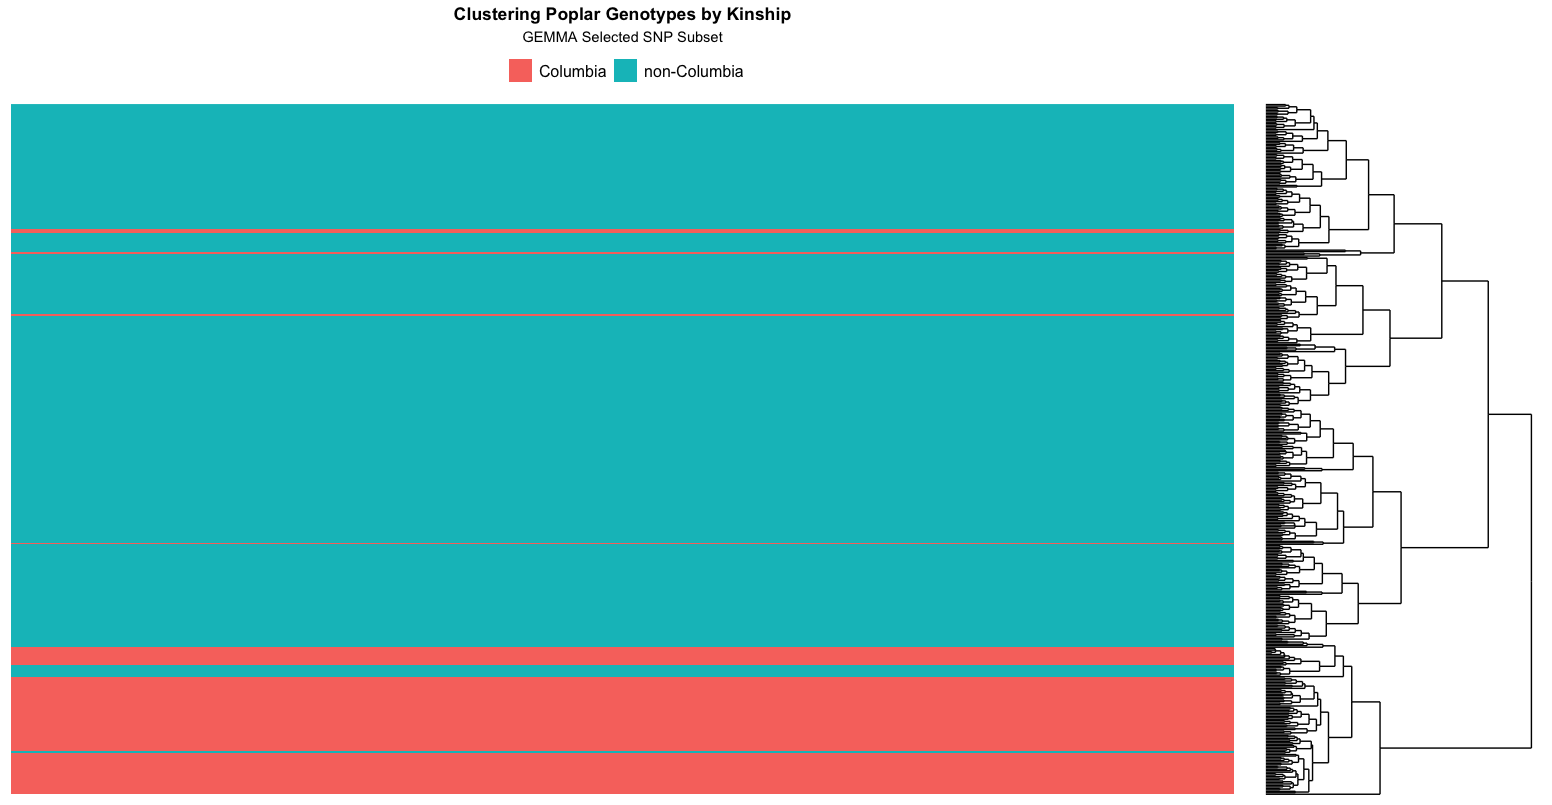 Clustering Poplar Genotypes by Kinship
GEMMA Selected SNP Subset
Columbia non-Columbia